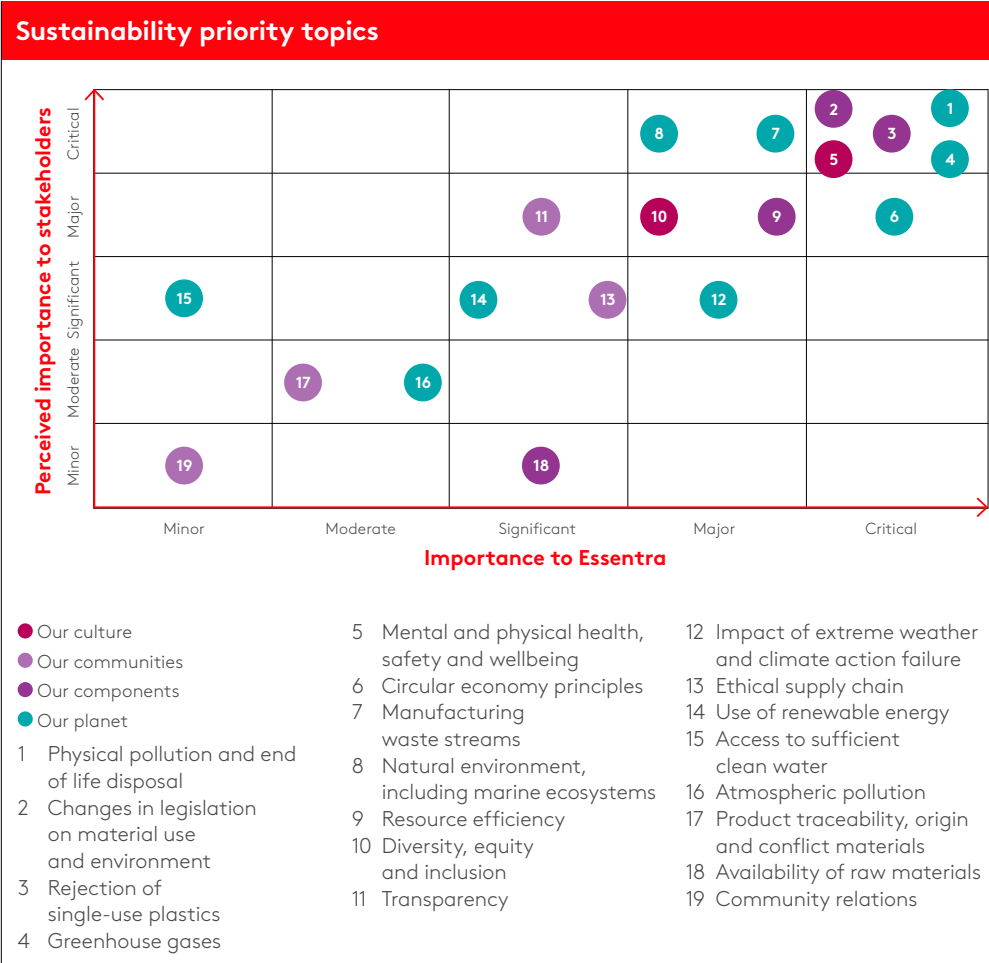 Sustainability priority topics
Perceived importance to stakeholders
Critical
Major
Significant
Moderate
Minor
2
1
8
7
3
5
4
11
10
9
6
15
14
13
12
17
16
19
18
Minor
Moderate
Significant
Major
Critical
Importance to Essentra
Our culture
Our communities
Our components
Our planet
1 Physical pollution and end
of life disposal
2 Changes in legislation
on material use
and environment
3 Rejection of
single-use plastics
4 Greenhouse gases
5 Mental and physical health,
safety and wellbeing
6 Circular economy principles
7 Manufacturing
waste streams
8 Natural environment,
including marine ecosystems
9 Resource efficiency
10 Diversity, equity
and inclusion
11 Transparency
12 Impact of extreme weather
and climate action failure
13 Ethical supply chain
14 Use of renewable energy
15 Access to sufficient
clean water
16 Atmospheric pollution
17 Product traceability, origin
and conflict materials
18 Availability of raw materials
19 Community relations